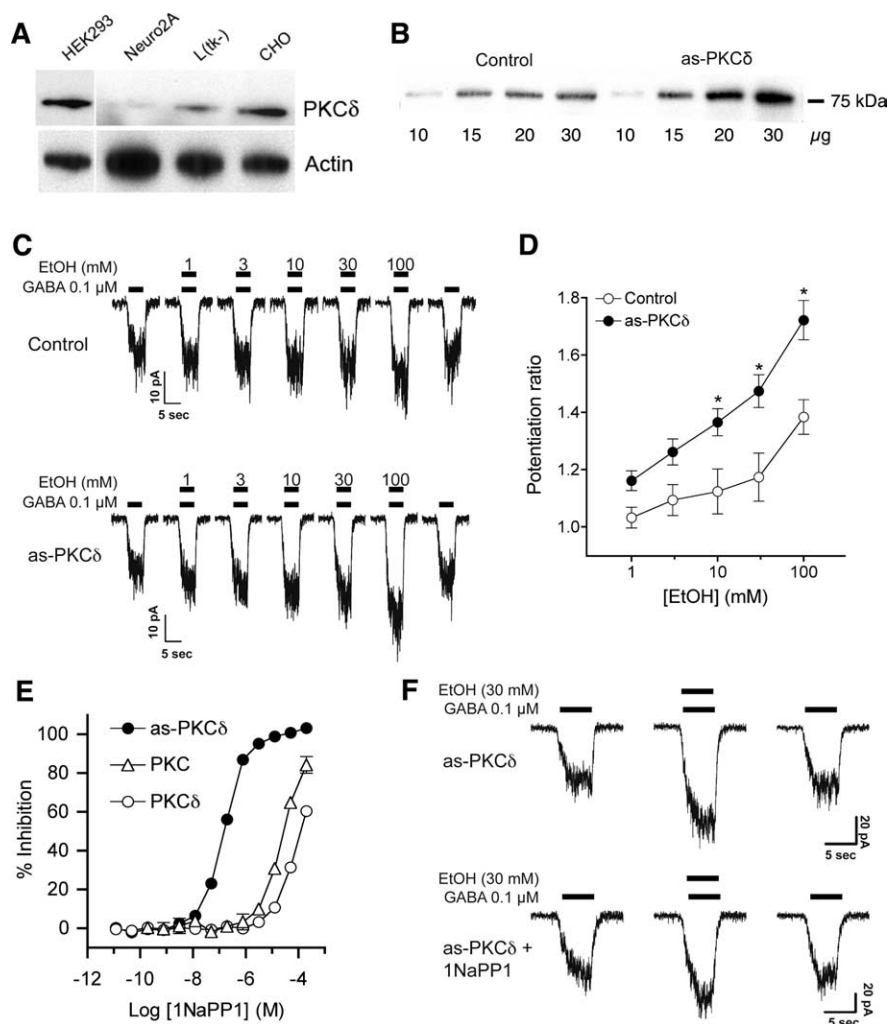 A
HEK293 Neuro2A L(tk-) CHO
PKCδ
Actin
B
Control as-PKCδ
75 kDa
10 15 20 30 10 15 20 30 µg
C
EtOH (mM) 1 3 10 30 100
GABA 0.1 µM
Control
10 pA
5 sec
EtOH (mM) 1 3 10 30 100
GABA 0.1 µM
as-PKCδ
10 pA
5 sec
D
Potentiation ratio
1.8
1.6
1.4
1.2
1.0
Control
as-PKCδ
* * *
1 10 100
[EtOH] (mM)
E
% Inhibition
100
80
60
40
20
0
as-PKCδ
PKC
PKCδ
-12 -10 -8 -6 -4 -2
Log [1NaPP1] (M)
F
EtOH (30 mM)
GABA 0.1 µM
as-PKCδ
20 pA
5 sec
EtOH (30 mM)
GABA 0.1 µM
as-PKCδ +
1NaPP1
20 pA
5 sec